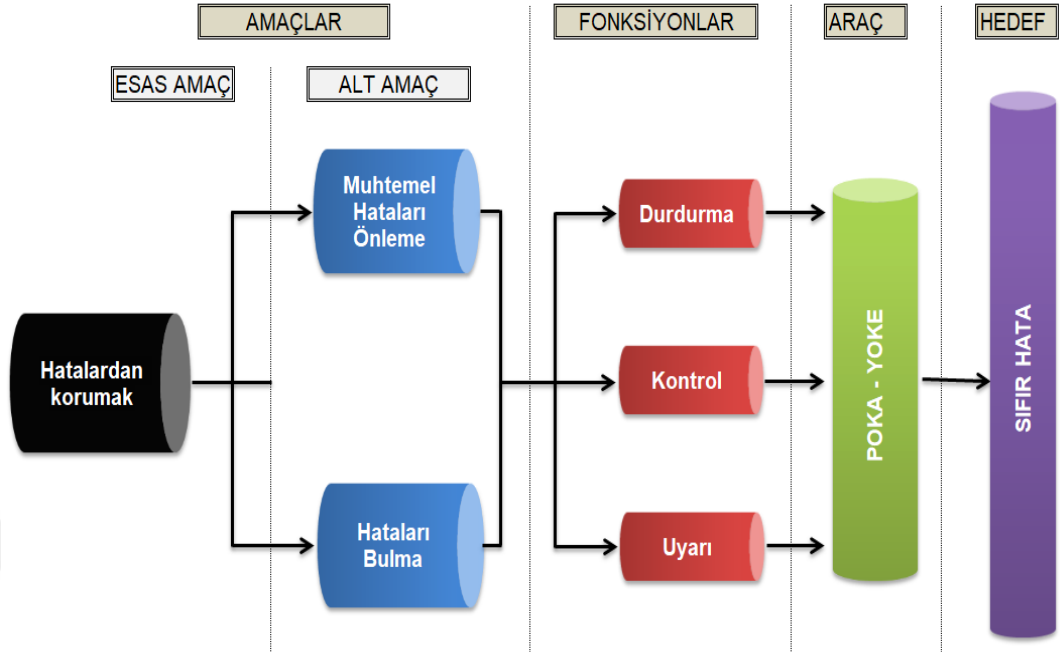 AMAÇLAR
FONKSİYONLAR
ARAÇ
HEDEF
ESAS AMAÇ
ALT AMAÇ
Muhtemel
Hataları
Önleme
Durdurma
Hatalardan
korumak
Kontrol
POKA - YOKE
SIFIR HATA
Hataları
Bulma
Uyarı